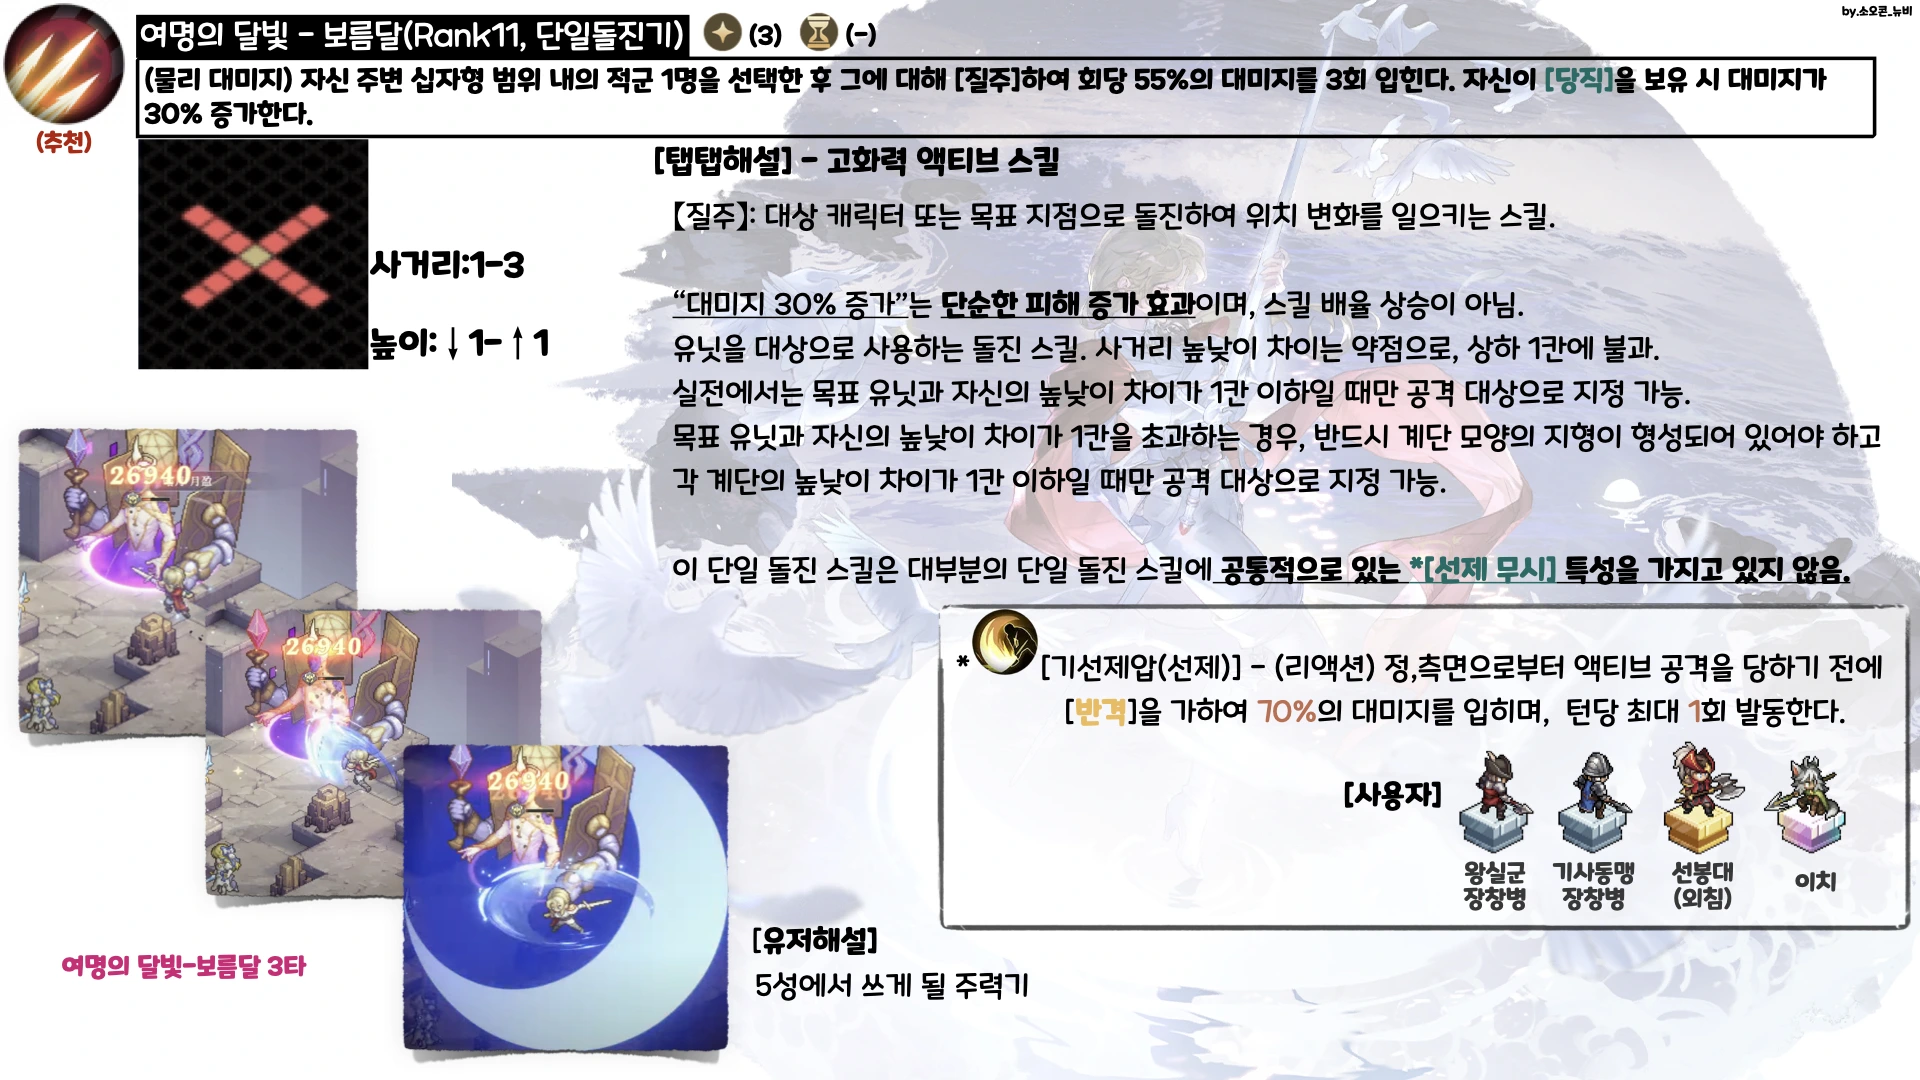 by.소오콘_뉴비
여명의 달빛 - 보름달(Rank11, 단일돌진기) (3) (-)
(추천)
(물리 대미지) 자신 주변 십자형 범위 내의 적군 1명을 선택한 후 그에 대해 [질주]하여 회당 55%의 대미지를 3회 입힌다. 자신이 [당직]을 보유 시 대미지가
30% 증가한다.
사거리:1-3
높이:↓1-↑1
[탭탭해설] - 고화력 액티브 스킬
【질주】: 대상 캐릭터 또는 목표 지점으로 돌진하여 위치 변화를 일으키는 스킬.
“대미지 30% 증가”는 단순한 피해 증가 효과이며, 스킬 배율 상승이 아님.
유닛을 대상으로 사용하는 돌진 스킬. 사거리 높낮이 차이는 약점으로, 상하 1칸에 불과.
실전에서는 목표 유닛과 자신의 높낮이 차이가 1칸 이하일 때만 공격 대상으로 지정 가능.
목표 유닛과 자신의 높낮이 차이가 1칸을 초과하는 경우, 반드시 계단 모양의 지형이 형성되어 있어야 하고
각 계단의 높낮이 차이가 1칸 이하일 때만 공격 대상으로 지정 가능.
이 단일 돌진 스킬은 대부분의 단일 돌진 스킬에 공통적으로 있는 *[선제 무시] 특성을 가지고 있지 않음.
* [기선제압(선제)] - (리액션) 정,측면으로부터 액티브 공격을 당하기 전에
[반격]을 가하여 70%의 대미지를 입히며, 턴당 최대 1회 발동한다.
[사용자]
왕실군
장창병
기사동맹
장창병
선봉대
(외침)
이치
26940
月盈
26940
26940
여명의 달빛-보름달 3타
[유저해설]
5성에서 쓰게 될 주력기